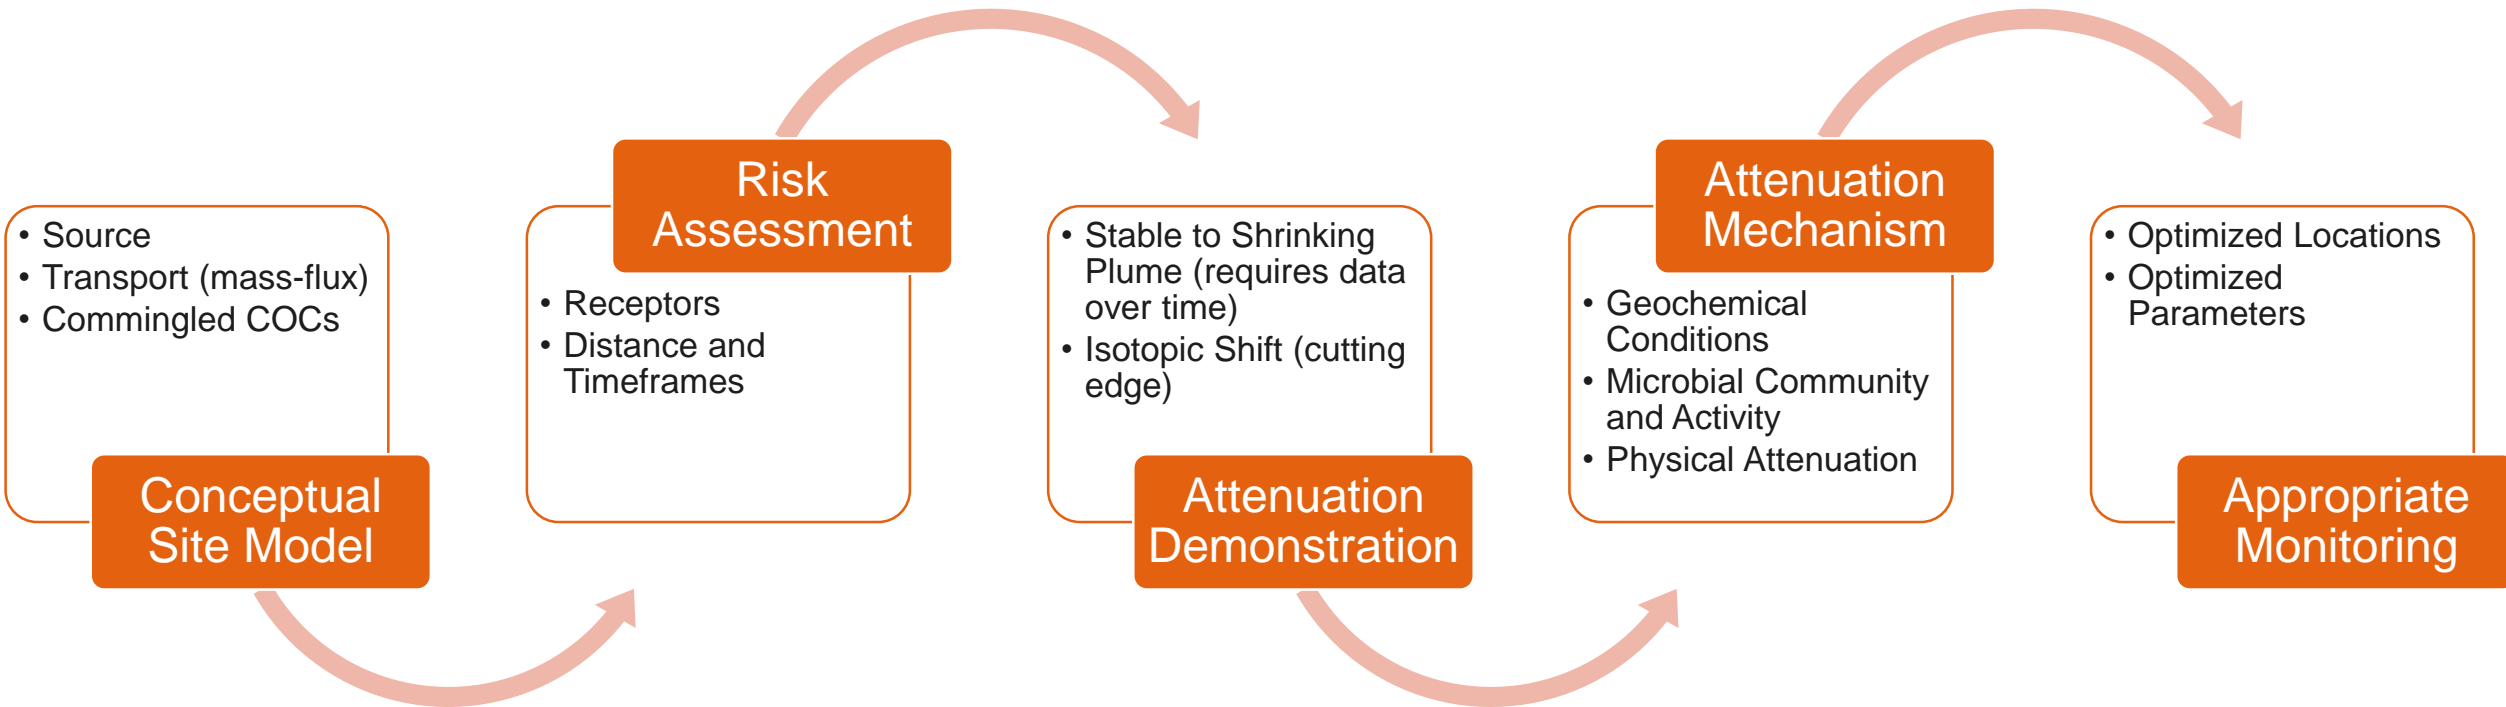 • Source
• Transport (mass-flux)
• Commingled COCs
Conceptual
Site Model
Risk
Assessment
• Receptors
• Distance and
Timeframes
• Stable to Shrinking
Plume (requires data
over time)
• Isotopic Shift (cutting
edge)
Attenuation
Demonstration
Attenuation
Mechanism
• Geochemical
Conditions
• Microbial Community
and Activity
• Physical Attenuation
• Optimized Locations
• Optimized
Parameters
Appropriate
Monitoring